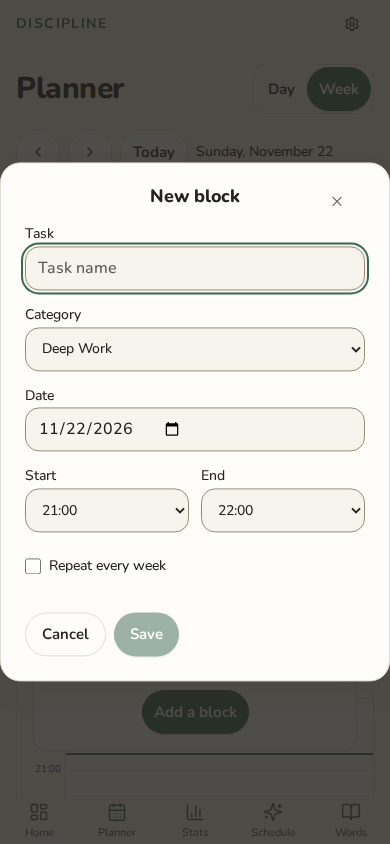 DISCIPLINE
Planner
Day Week
Today Sunday, November 22
New block
Task
Task name
Category
Deep Work
Date
11/22/2026
Start End
21:00 22:00
Repeat every week
Cancel Save
Add a block
21:00
Home Planner Stats Schedule Words